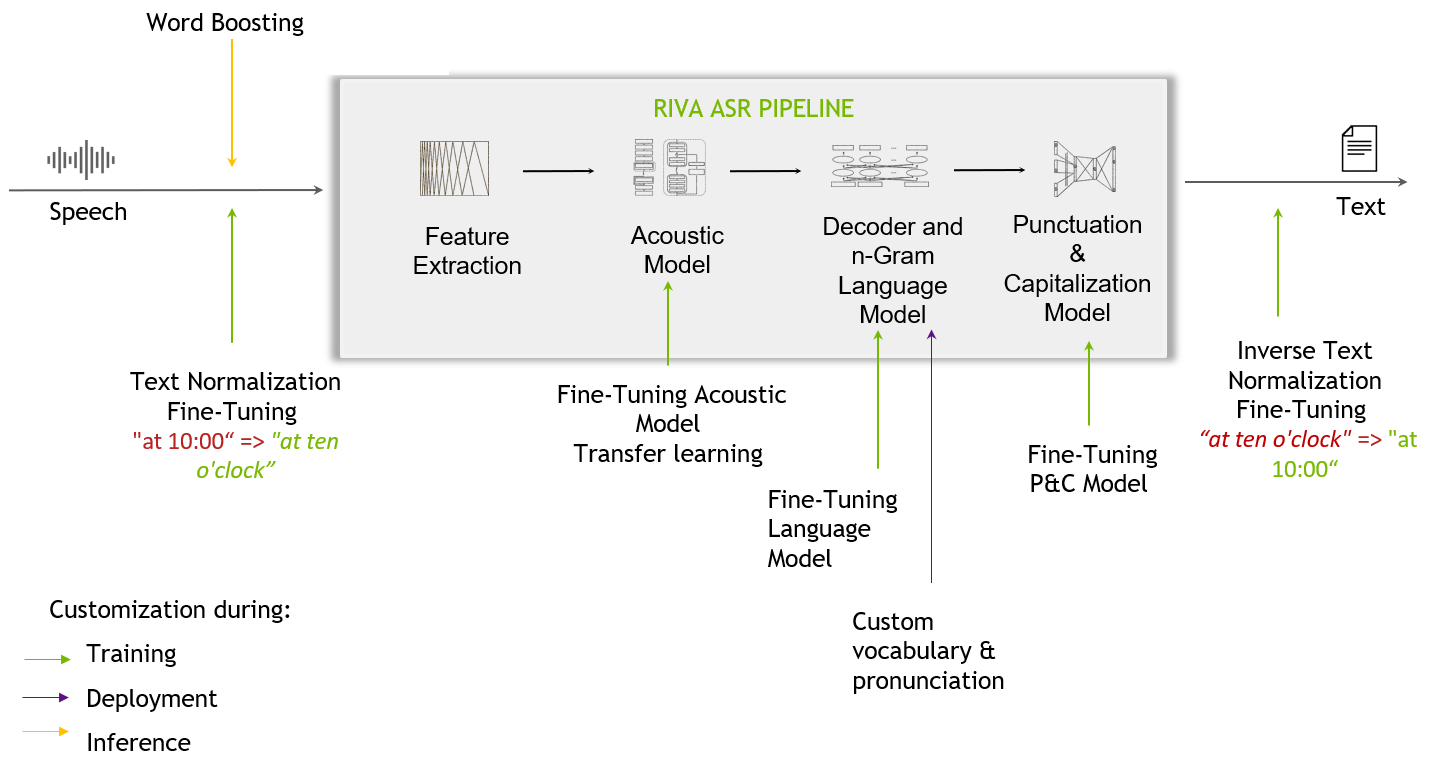 Word Boosting
RIVA ASR PIPELINE
Speech
Feature
Extraction
Acoustic
Model
Decoder and
n-Gram
Language
Model
Punctuation
&
Capitalization
Model
Text
Text Normalization
Fine-Tuning
"at 10:00“ => "at ten
o'clock”
Fine-Tuning Acoustic
Model
Transfer learning
Fine-Tuning
Language
Model
Custom
vocabulary &
pronunciation
Fine-Tuning
P&C Model
Inverse Text
Normalization
Fine-Tuning
“at ten o'clock" => "at
10:00“
Customization during:
Training
Deployment
Inference